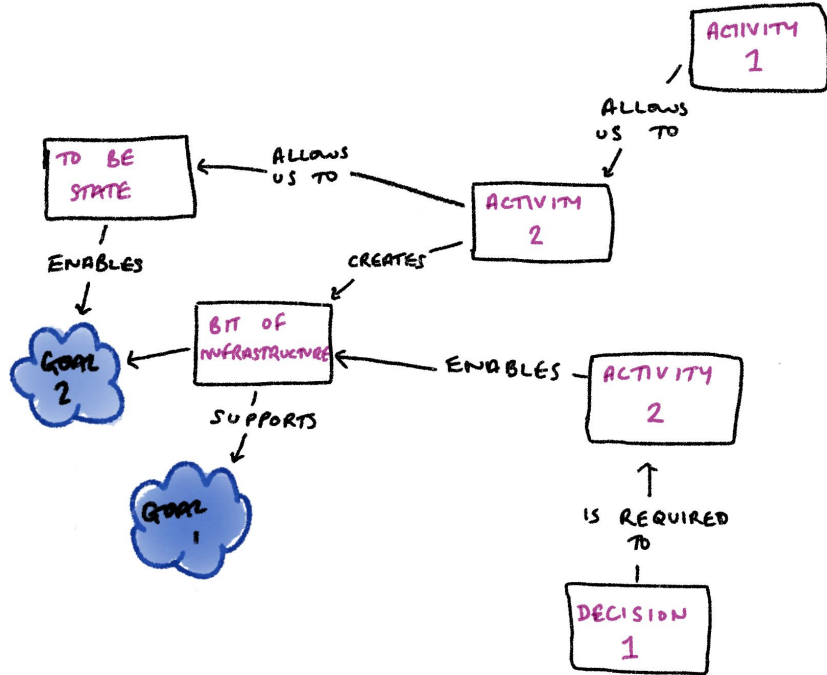 ACTIVITY
1
ALLOWS
US TO
TO BE
STATE
ALLOWS
US TO
ACTIVITY
2
ENABLES
CREATES
BIT OF
INFRASTRUCTURE
GOAL
2
ENABLES
ACTIVITY
2
SUPPORTS
GOAL
1
IS REQUIRED
TO
DECISION
1